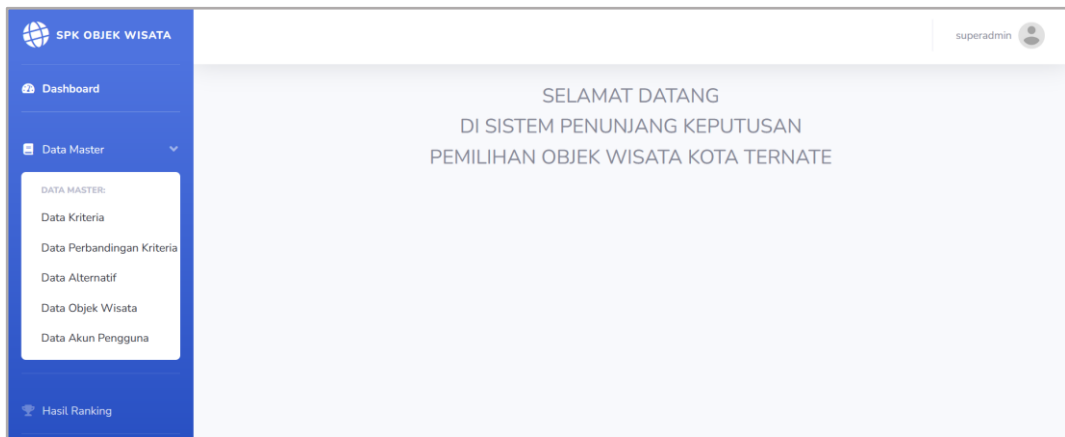 SPK OBJEK WISATA
superadmin
Dashboard
SELAMAT DATANG
DI SISTEM PENUNJANG KEPUTUSAN
PEMILIHAN OBJEK WISATA KOTA TERNATE
Data Master
DATA MASTER:
Data Kriteria
Data Perbandingan Kriteria
Data Alternatif
Data Objek Wisata
Data Akun Pengguna
Hasil Ranking